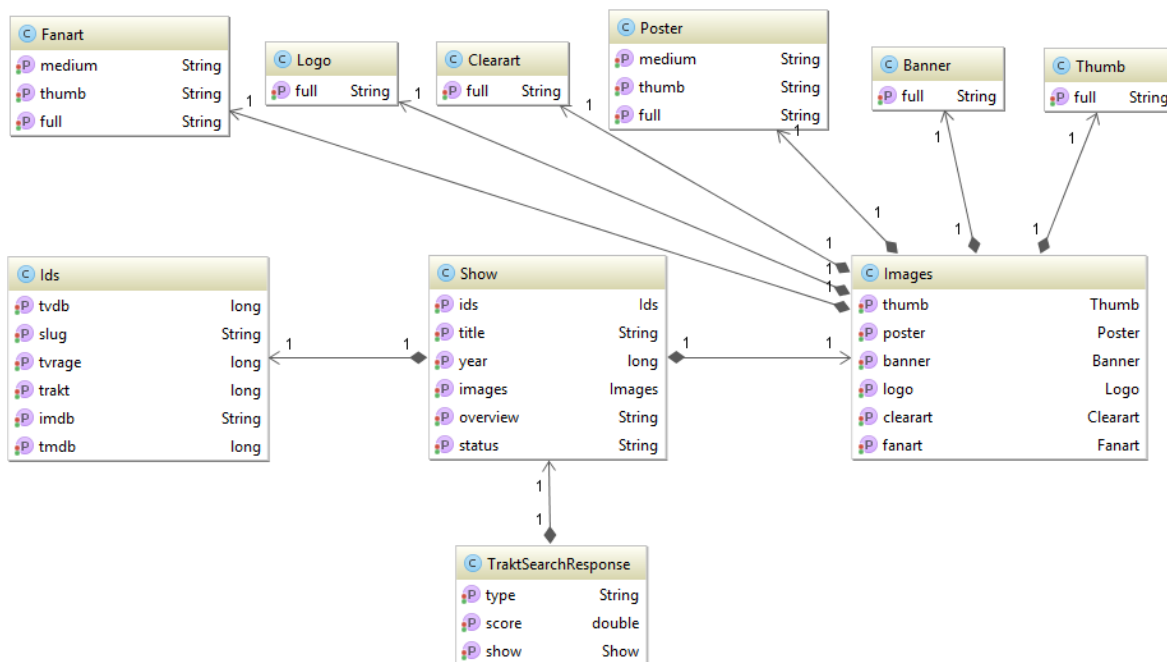 Fanart
medium String
thumb String
full String
Logo
full String
Clearart
full String
Poster
medium String
thumb String
full String
Banner
full String
Thumb
full String
1
1
1
1
1
1
1
1
1
1
1
1
Ids
tvdb long
slug String
tvrage long
trakt long
imdb String
tmdb long
1
1
Show
ids Ids
title String
year long
images Images
overview String
status String
1
1
Images
thumb Thumb
poster Poster
banner Banner
logo Logo
clearart Clearart
fanart Fanart
1
1
TraktSearchResponse
type String
score double
show Show